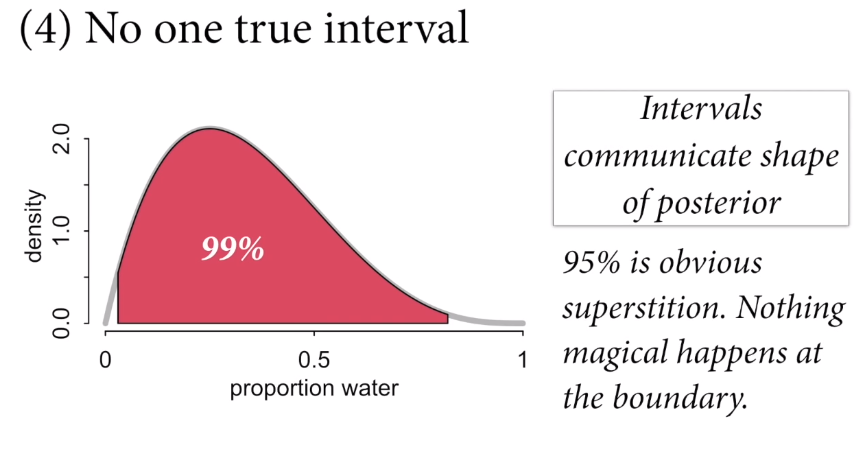 (4) No one true interval
Intervals
communicate shape
of posterior
95% is obvious
superstition. Nothing
magical happens at
the boundary.
density
0.0
1.0
2.0
99%
0
0.5
1
proportion water